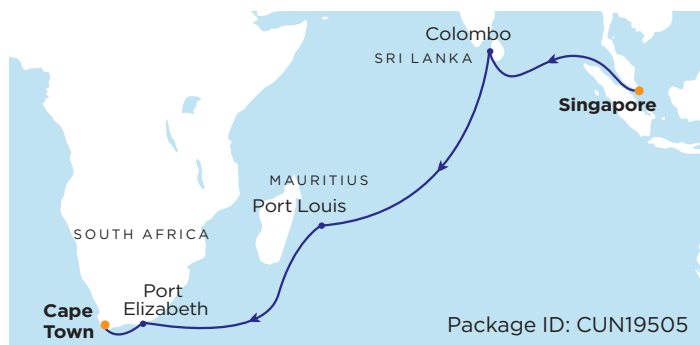 Colombo
SRI LANKA
Singapore
MAURITIUS
Port Louis
SOUTH AFRICA
Port
Elizabeth
Cape
Town
Package ID: CUN19505